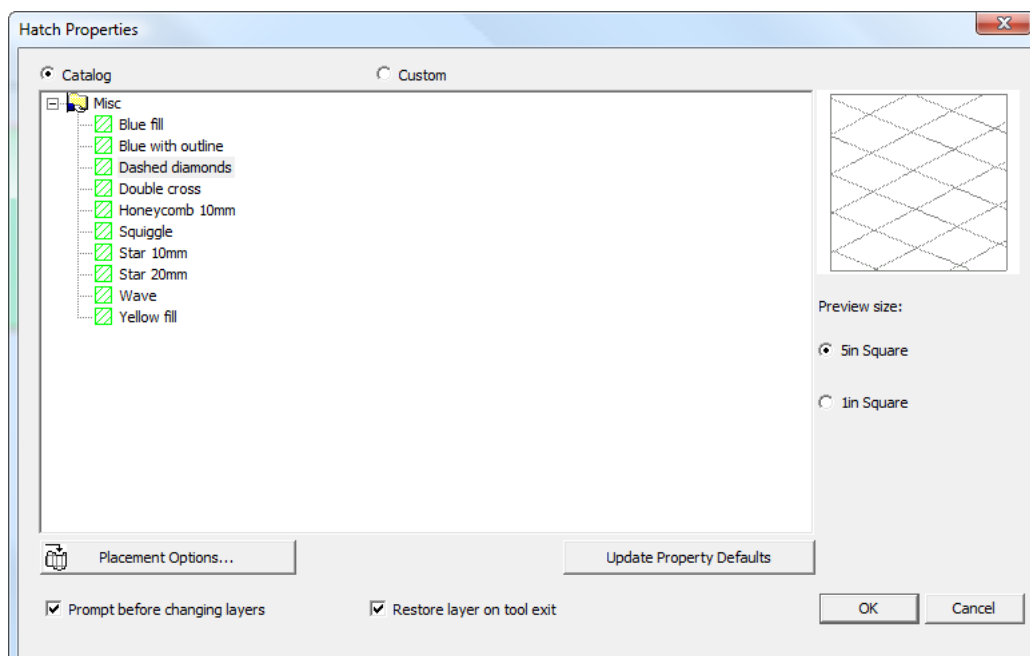 Hatch Properties
Catalog
Custom
Misc
Blue fill
Blue with outline
Dashed diamonds
Double cross
Honeycomb 10mm
Squiggle
Star 10mm
Star 20mm
Wave
Yellow fill
Preview size:
5in Square
1in Square
Placement Options...
Update Property Defaults
Prompt before changing layers
Restore layer on tool exit
OK
Cancel